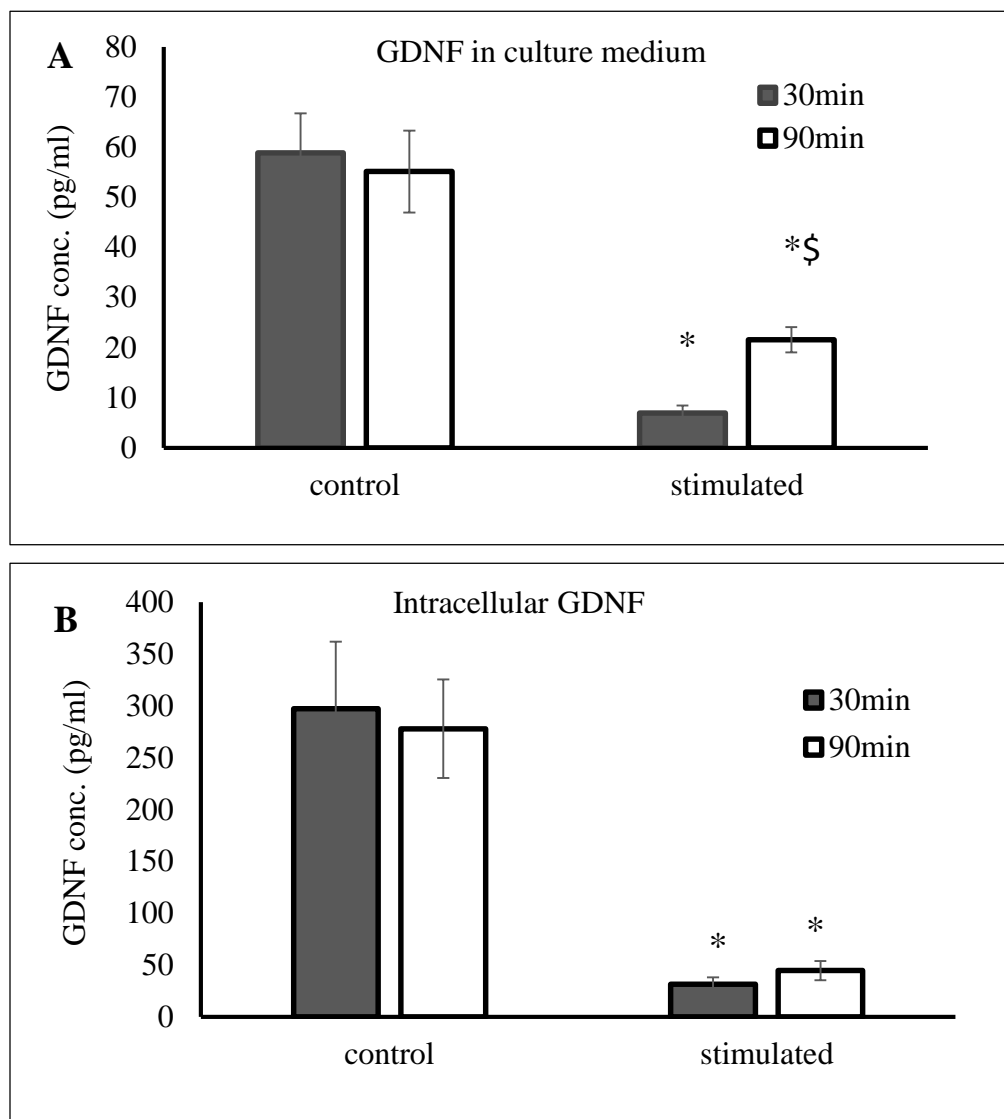 A
GDNF in culture medium
80
70
60
50
40
30
20
10
0
GDNF conc. (pg/ml)
30min
90min
*
*$
control
stimulated
B
Intracellular GDNF
400
350
300
250
200
150
100
50
0
GDNF conc. (pg/ml)
30min
90min
*
*
control
stimulated